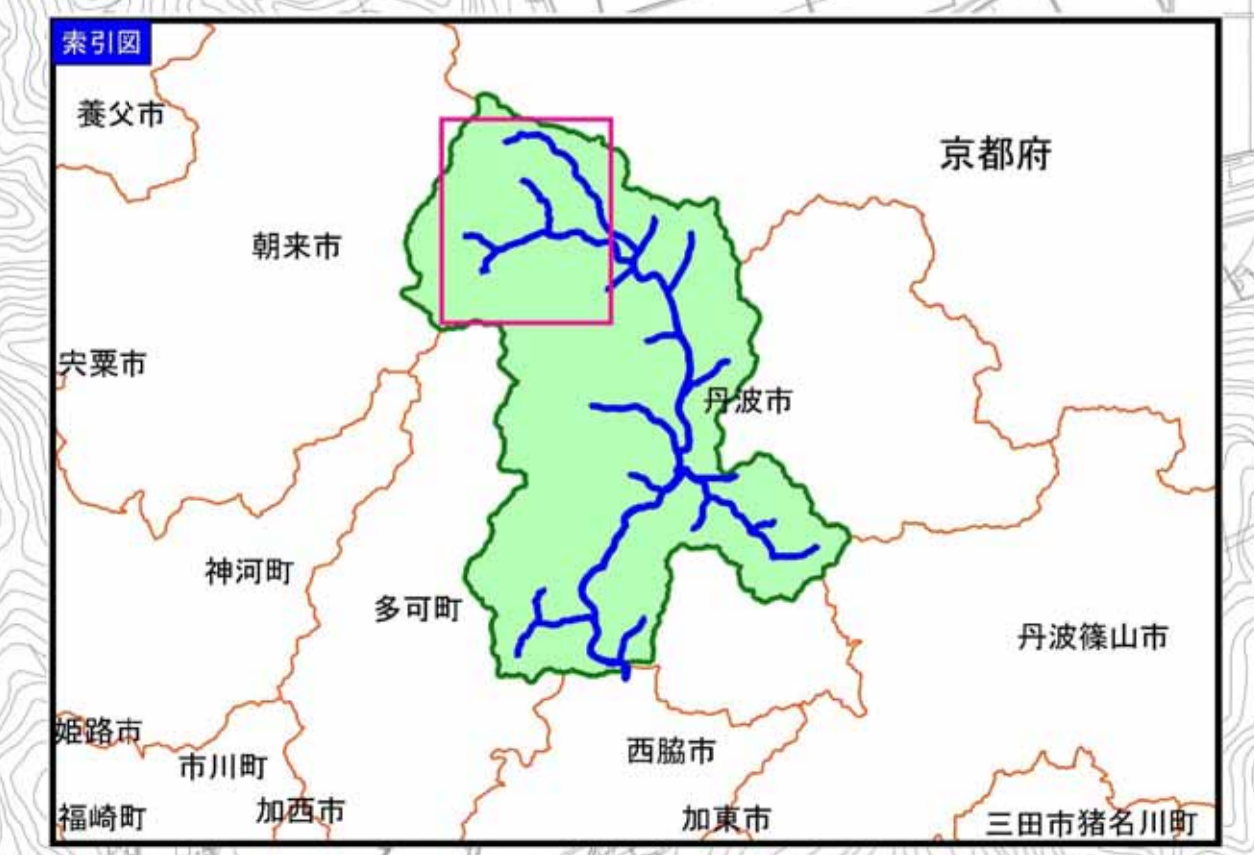 索引図
養父市
京都府
朝来市
宍粟市
丹波市
神河町
多可町
丹波篠山市
姫路市
西脇市
市川町
加西市
福崎町
加東市
三田市猪名川町